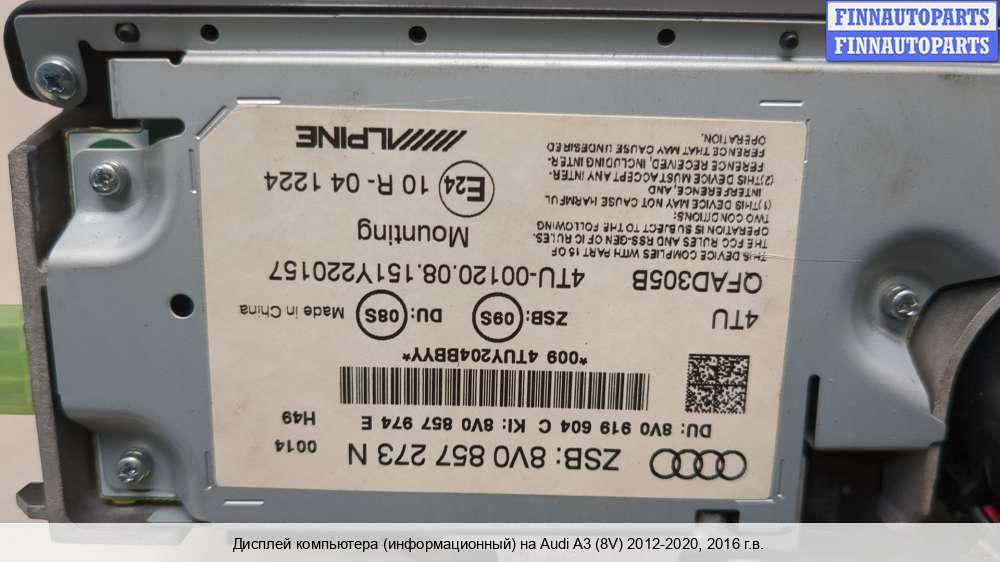 FINNAUTOPARTS
FINNAUTOPARTS
ZSB: 8V0 857 273 N
0014
DU: 8V0 919 604 C KI: 8V0 857 974 E
H49
*009 4TUY204BBYY*
4TU
ZSB: 09S DU: 08S Made in China
QFAD305B
4TU-00120.08.151Y220157
THIS DEVICE COMPLIES WITH PART 15 OF
THE FCC RULES AND RSS-GEN OF IC RULES.
OPERATION IS SUBJECT TO THE FOLLOWING
TWO CONDITIONS:
(1)THIS DEVICE MAY NOT CAUSE HARMFUL
INTERFERENCE, AND
(2)THIS DEVICE MUST ACCEPT ANY INTER-
FERENCE RECEIVED, INCLUDING INTER-
FERENCE THAT MAY CAUSE UNDESIRED
OPERATION.
Mounting
E24 10 R - 04 1224
ALPINE
Дисплей компьютера (информационный) на Audi A3 (8V) 2012-2020, 2016 г.в.